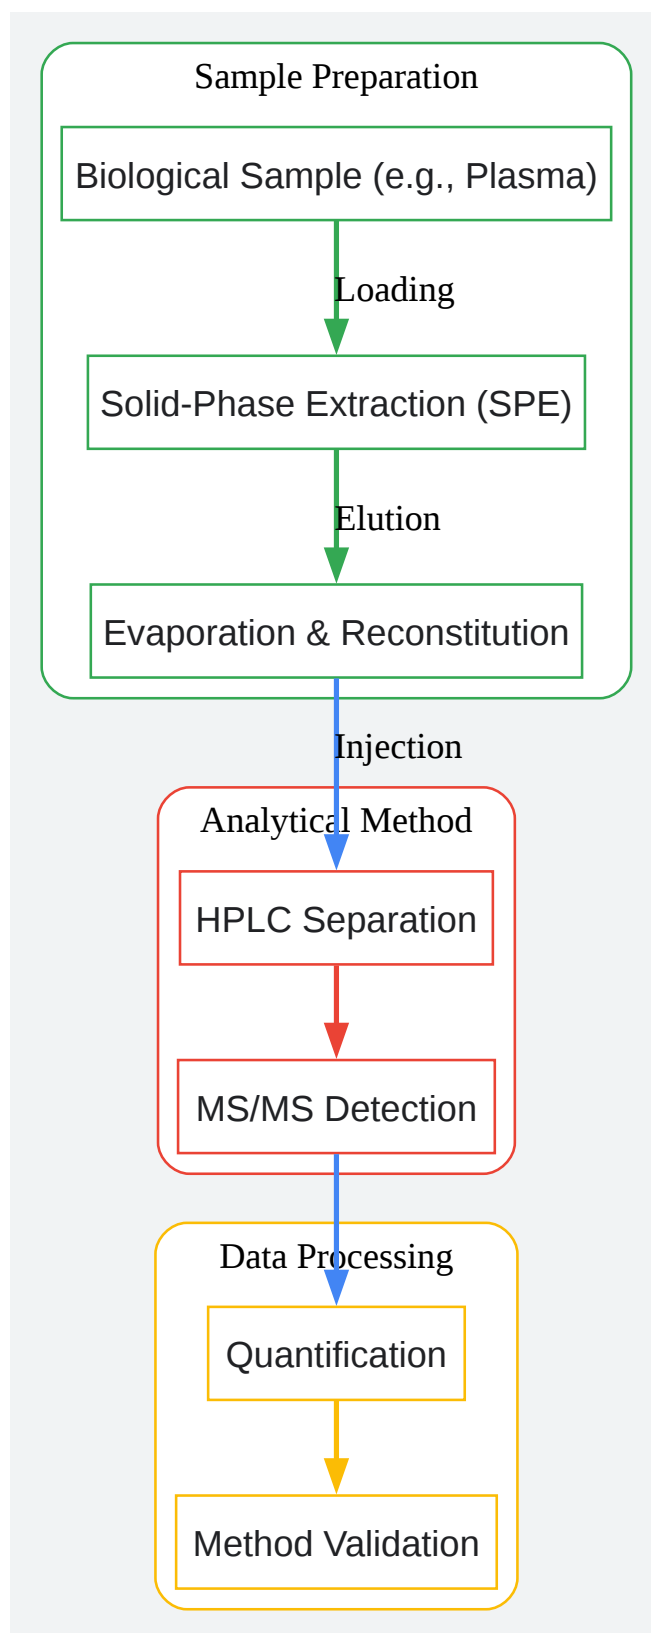 Sample Preparation
Biological Sample (e.g., Plasma)
Loading
Solid-Phase Extraction (SPE)
Elution
Evaporation & Reconstitution
Injection
Analytical Method
HPLC Separation
MS/MS Detection
Data Processing
Quantification
Method Validation